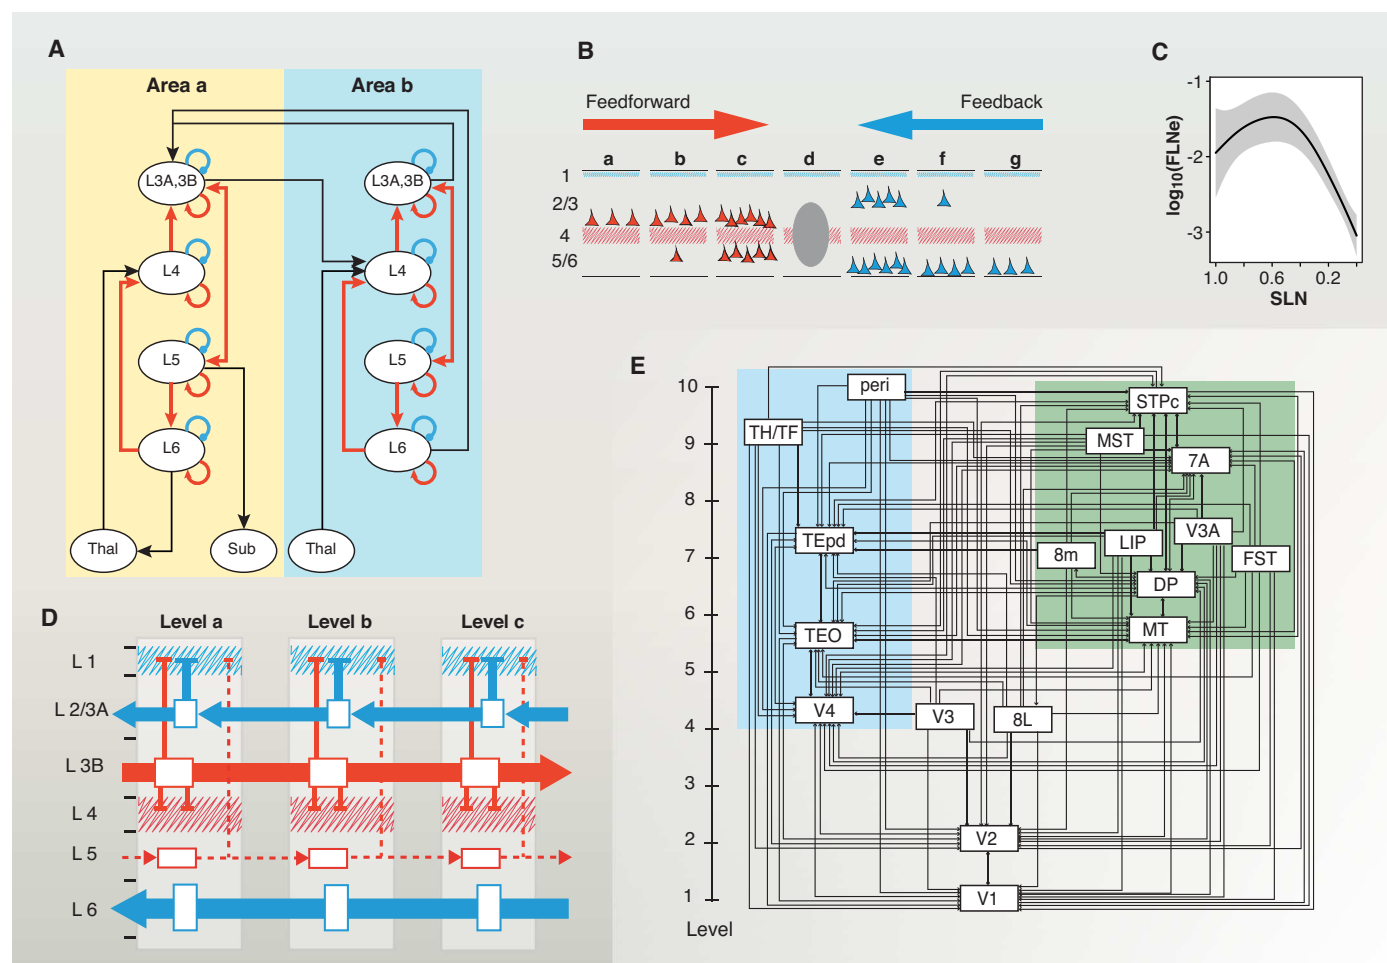 A
Area a
Area b
L3A,3B
L3A,3B
L4
L4
L5
L5
L6
L6
Thal
Sub
Thal
B
Feedforward
Feedback
a b c d e f g
1
2/3
4
5/6
C
log10(FLNe)
-1
-2
-3
1.0 0.6 0.2
SLN
D
Level a
Level b
Level c
L 1
L 2/3A
L 3B
L 4
L 5
L 6
E
10
9
8
7
6
5
4
3
2
1
Level
peri
STPc
TH/TF
MST
7A
TEpd
V3A
LIP
8m
FST
DP
TEO
MT
V4
V3
8L
V2
V1